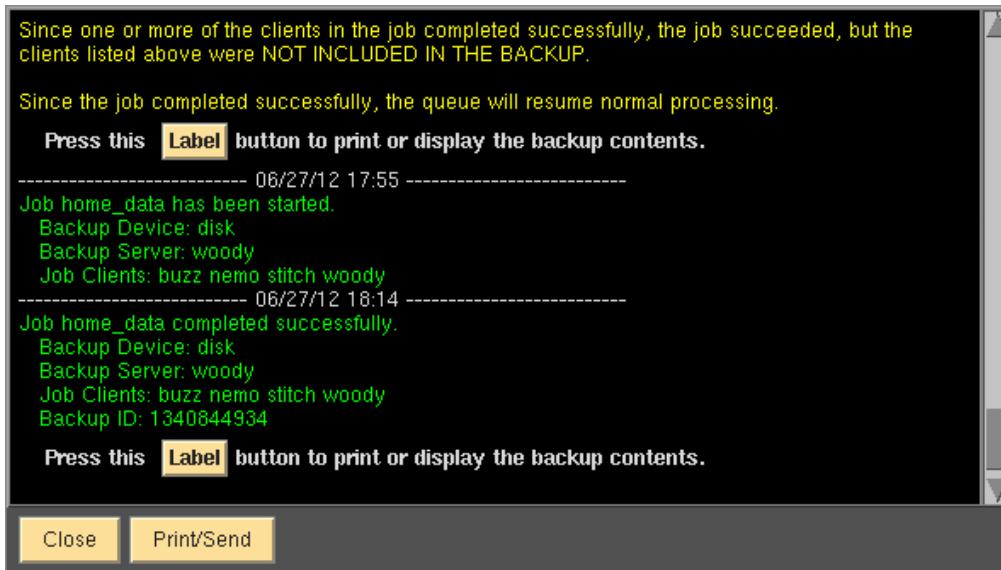 Since one or more of the clients in the job completed successfully, the job succeeded, but the
clients listed above were NOT INCLUDED IN THE BACKUP.
Since the job completed successfully, the queue will resume normal processing.
Press this Label button to print or display the backup contents.
--------------------------- 06/27/12 17:55 --------------------------
Job home_data has been started.
Backup Device: disk
Backup Server: woody
Job Clients: buzz nemo stitch woody
--------------------------- 06/27/12 18:14 --------------------------
Job home_data completed successfully.
Backup Device: disk
Backup Server: woody
Job Clients: buzz nemo stitch woody
Backup ID: 1340844934
Press this Label button to print or display the backup contents.
Close Print/Send